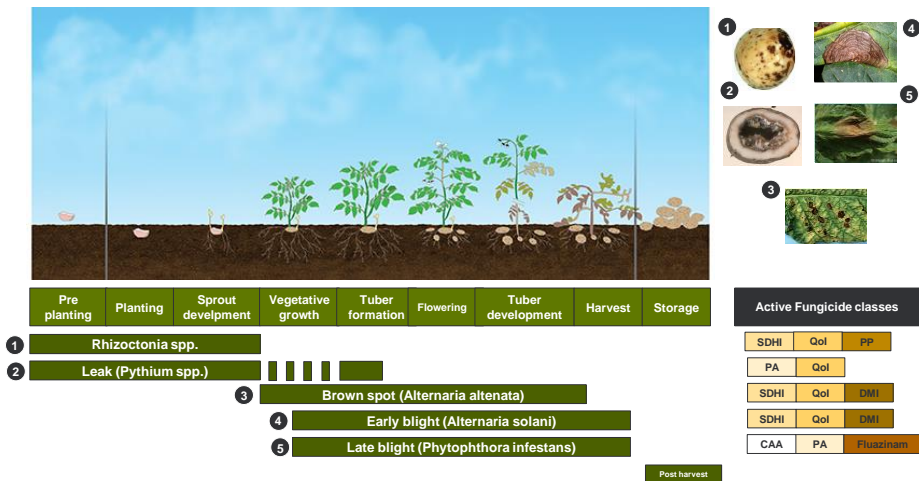 1
4
2
5
3
Pre
planting
Planting
Sprout
develpment
Vegetative
growth
Tuber
formation
Flowering
Tuber
development
Harvest
Storage
Active Fungicide classes
1 Rhizoctonia spp.
SDHI QoI PP
2 Leak (Pythium spp.)
PA QoI
3 Brown spot (Alternaria altenata)
SDHI QoI DMI
4 Early blight (Alternaria solani)
SDHI QoI DMI
5 Late blight (Phytophthora infestans)
CAA PA Fluazinam
Post harvest